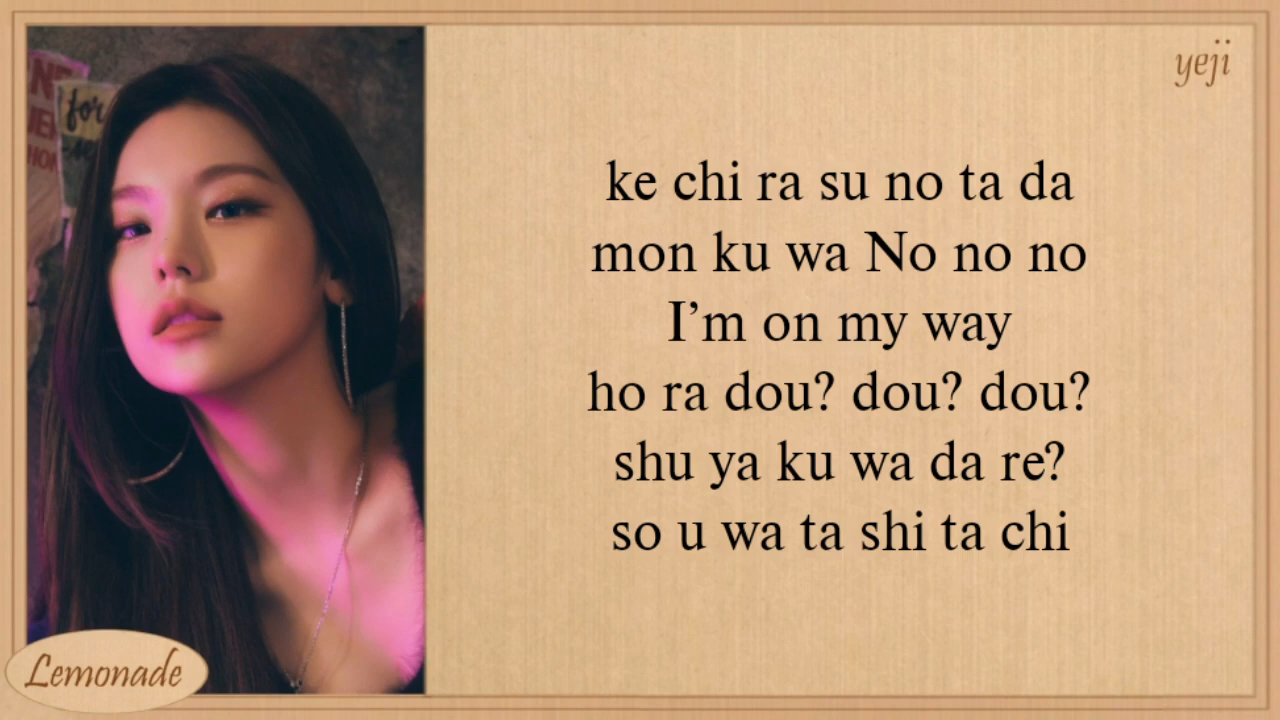 yeji
ke chi ra su no ta da
mon ku wa No no no
I'm on my way
ho ra dou? dou? dou?
shu ya ku wa da re?
so u wa ta shi ta chi
for
Lemonade